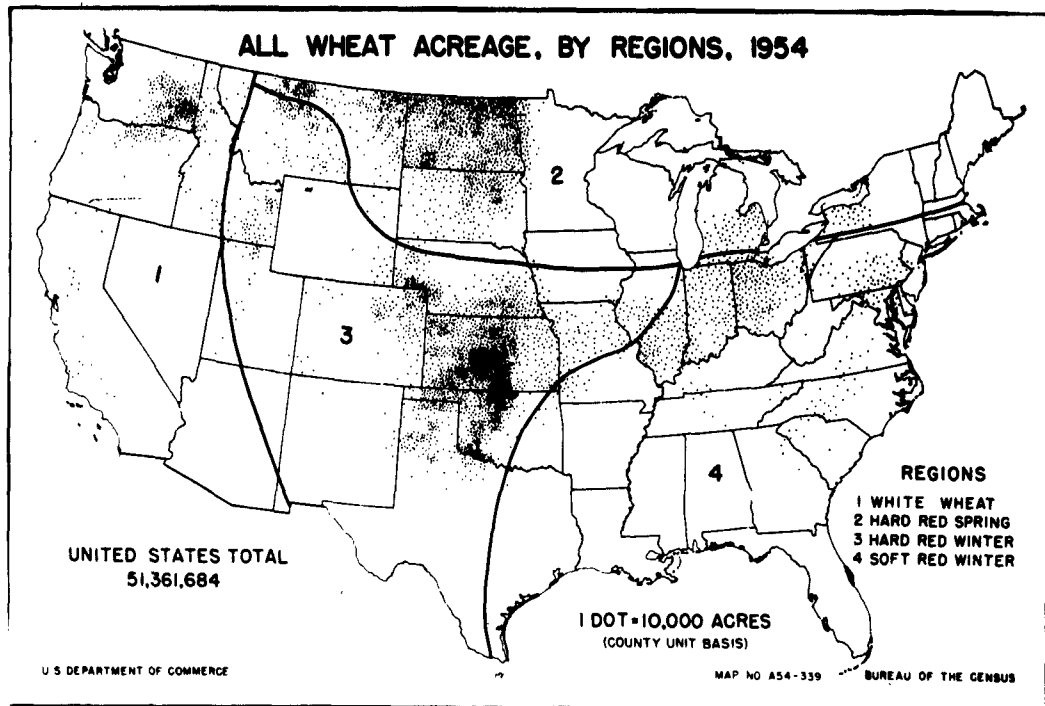 ALL WHEAT ACREAGE, BY REGIONS, 1954
2
1
3
4
REGIONS
1 WHITE WHEAT
2 HARD RED SPRING
3 HARD RED WINTER
4 SOFT RED WINTER
UNITED STATES TOTAL
51,361,684
1 DOT=10,000 ACRES
(COUNTY UNIT BASIS)
U S DEPARTMENT OF COMMERCE
MAP NO A54-339
BUREAU OF THE CENSUS